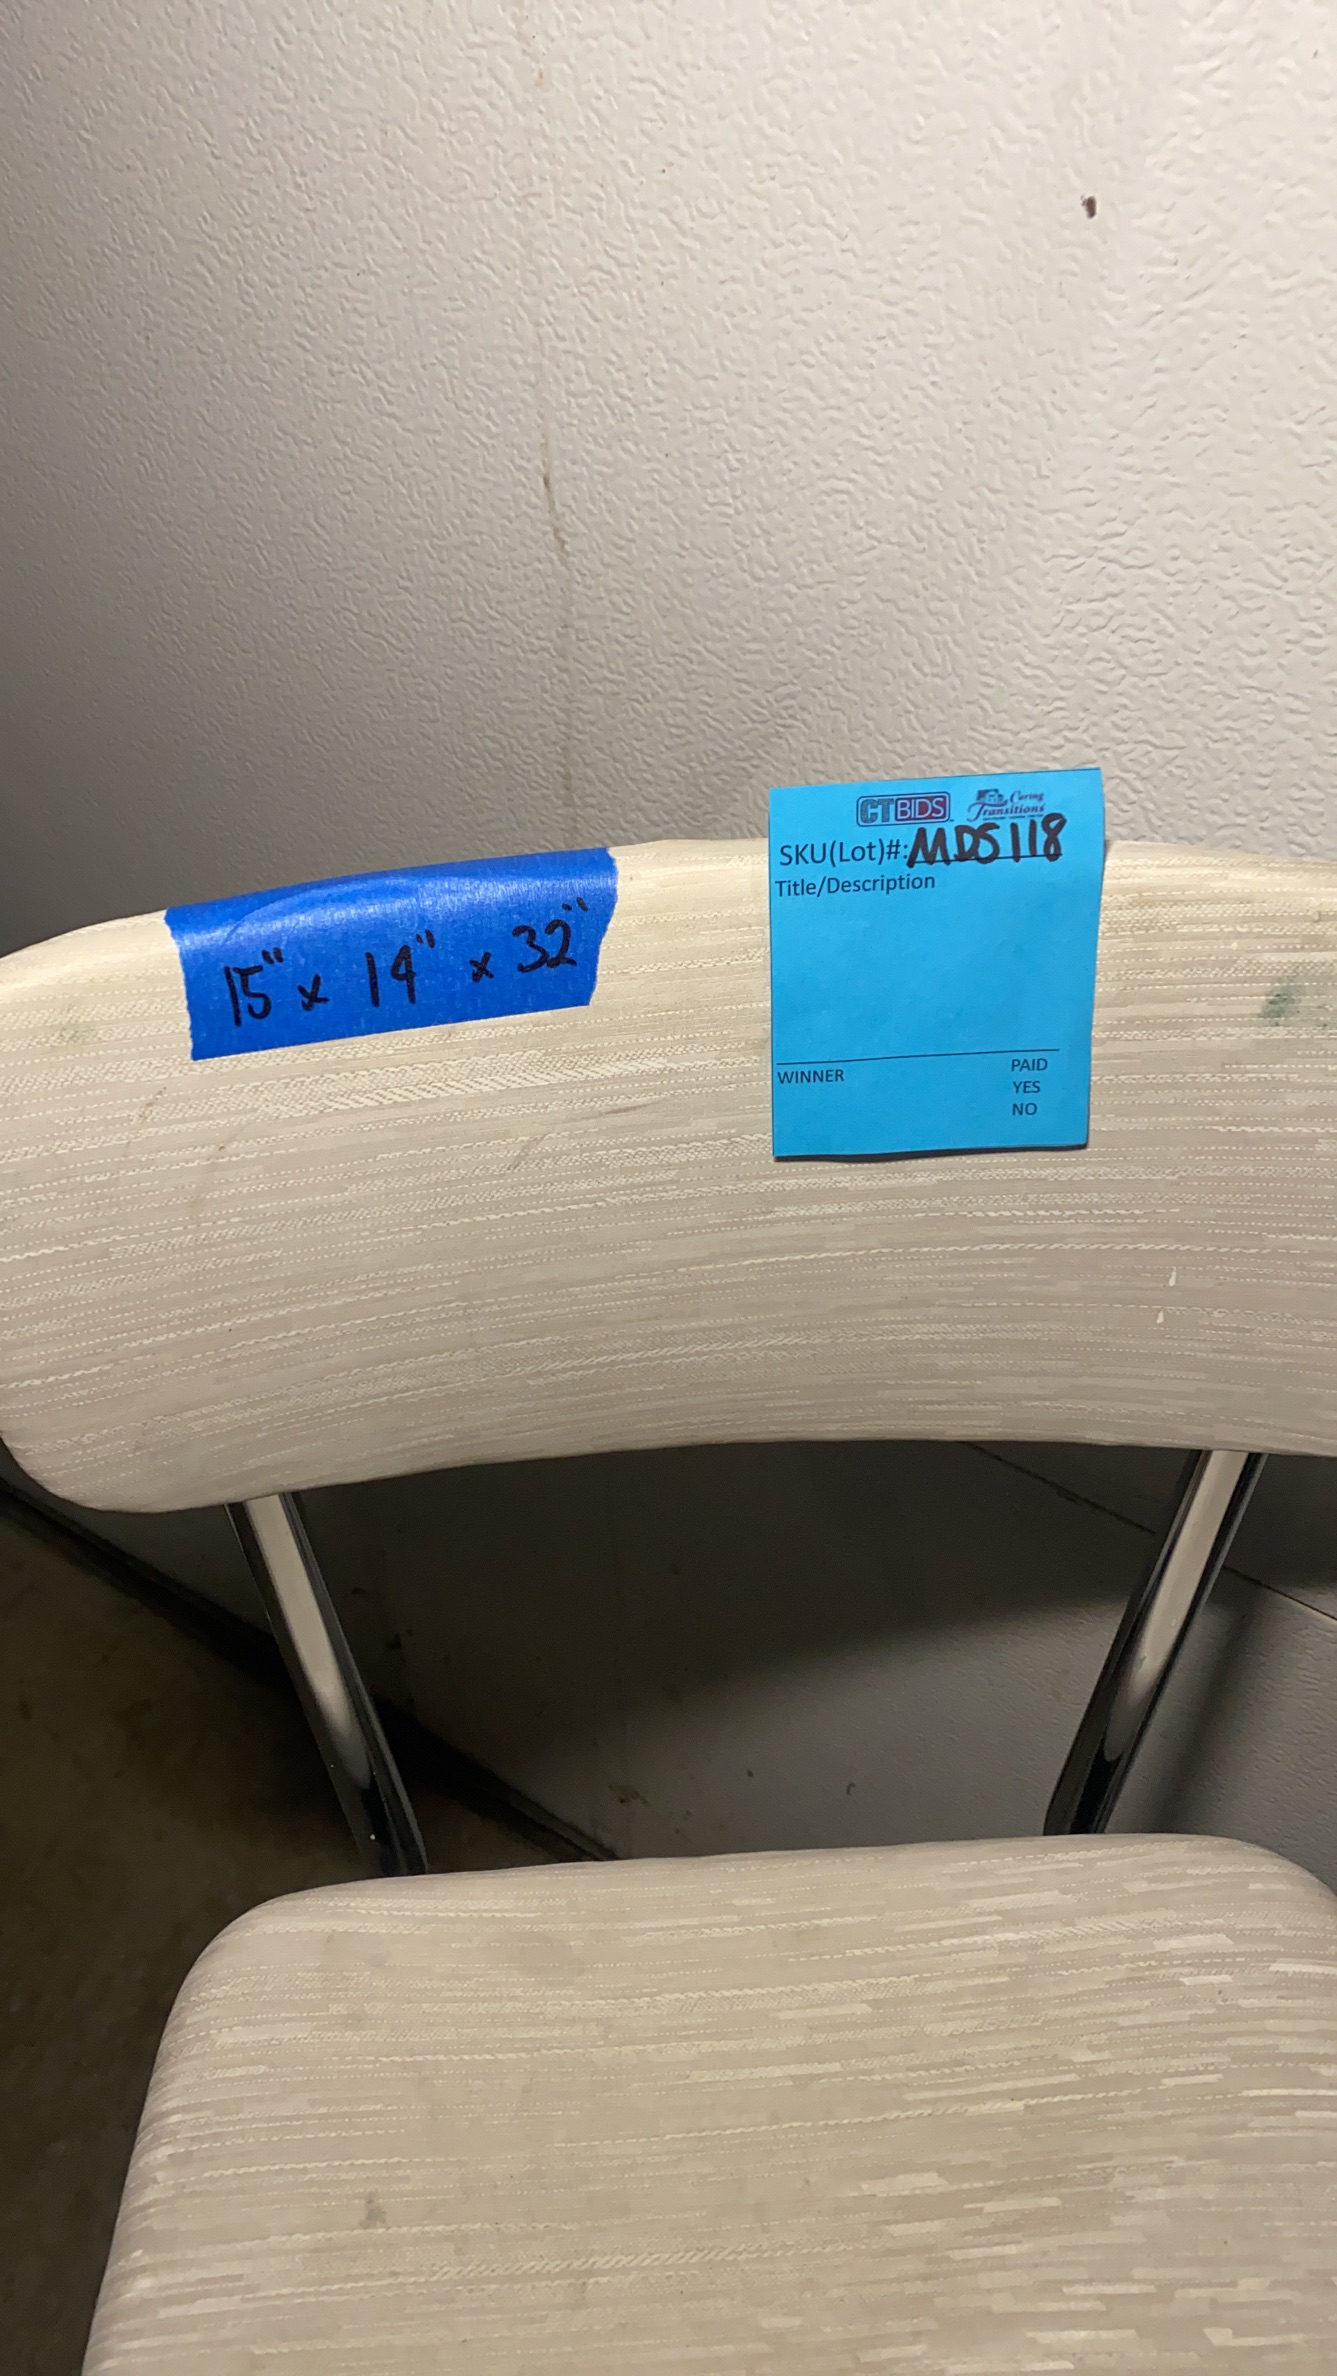 CTBIDS Caring Transitions
SKU(Lot)#: MDS118
Title/Description
15" x 14" x 32"
WINNER PAID
YES
NO